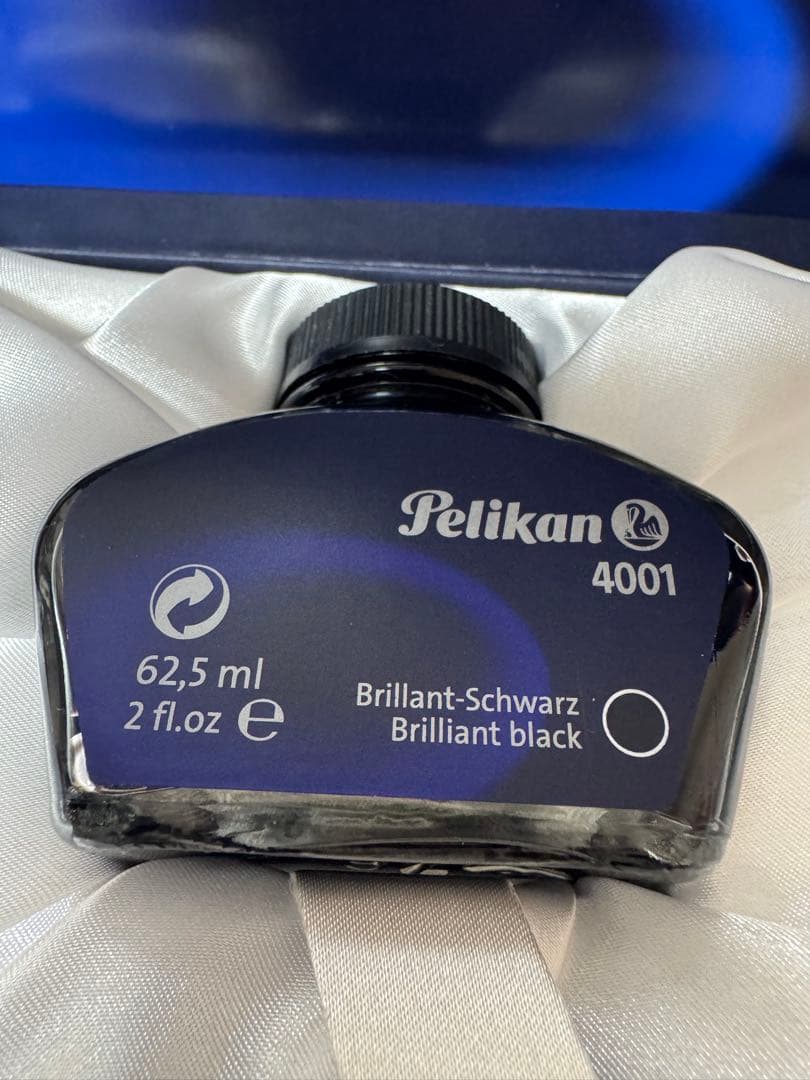 Pelikan
4001
62,5 ml
2 fl.oz e
Brillant-Schwarz
Brilliant black